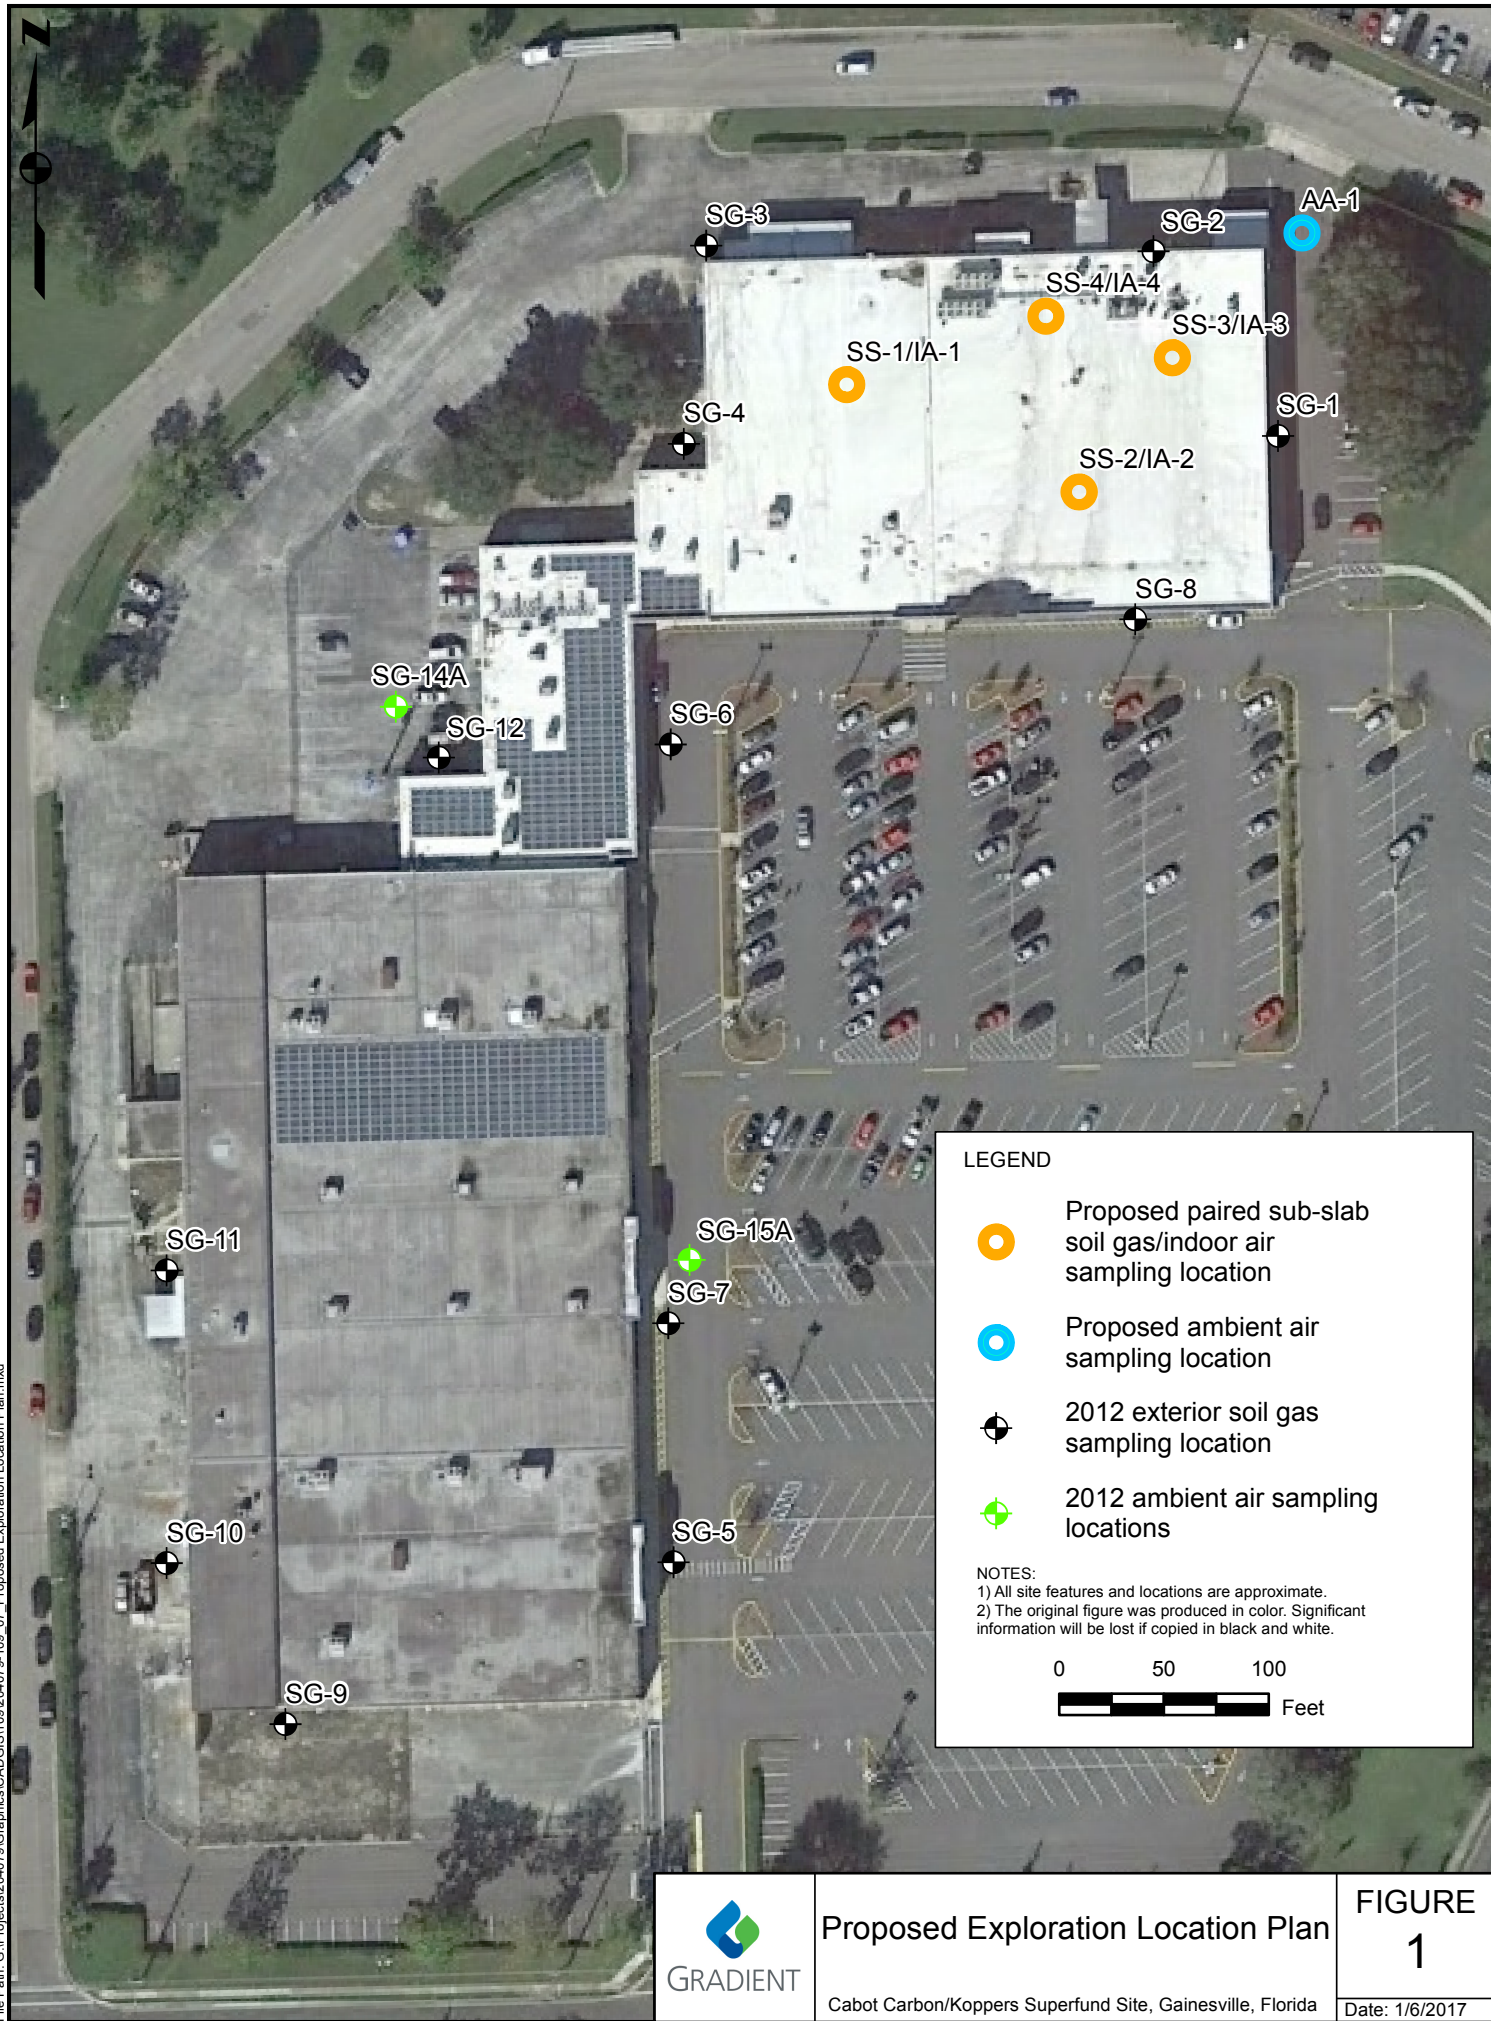 N
SG-3
SG-2
AA-1
SS-4/IA-4
SS-3/IA-3
SS-1/IA-1
SG-4
SG-1
SS-2/IA-2
SG-8
SG-14A
SG-12
SG-6
SG-11
SG-15A
SG-7
SG-10
SG-5
SG-9
LEGEND
Proposed paired sub-slab
soil gas/indoor air
sampling location
Proposed ambient air
sampling location
2012 exterior soil gas
sampling location
2012 ambient air sampling
locations
NOTES:
1) All site features and locations are approximate.
2) The original figure was produced in color. Significant
information will be lost if copied in black and white.
0 50 100
Feet
GRADIENT
Proposed Exploration Location Plan
Cabot Carbon/Koppers Superfund Site, Gainesville, Florida
FIGURE
1
Date: 1/6/2017